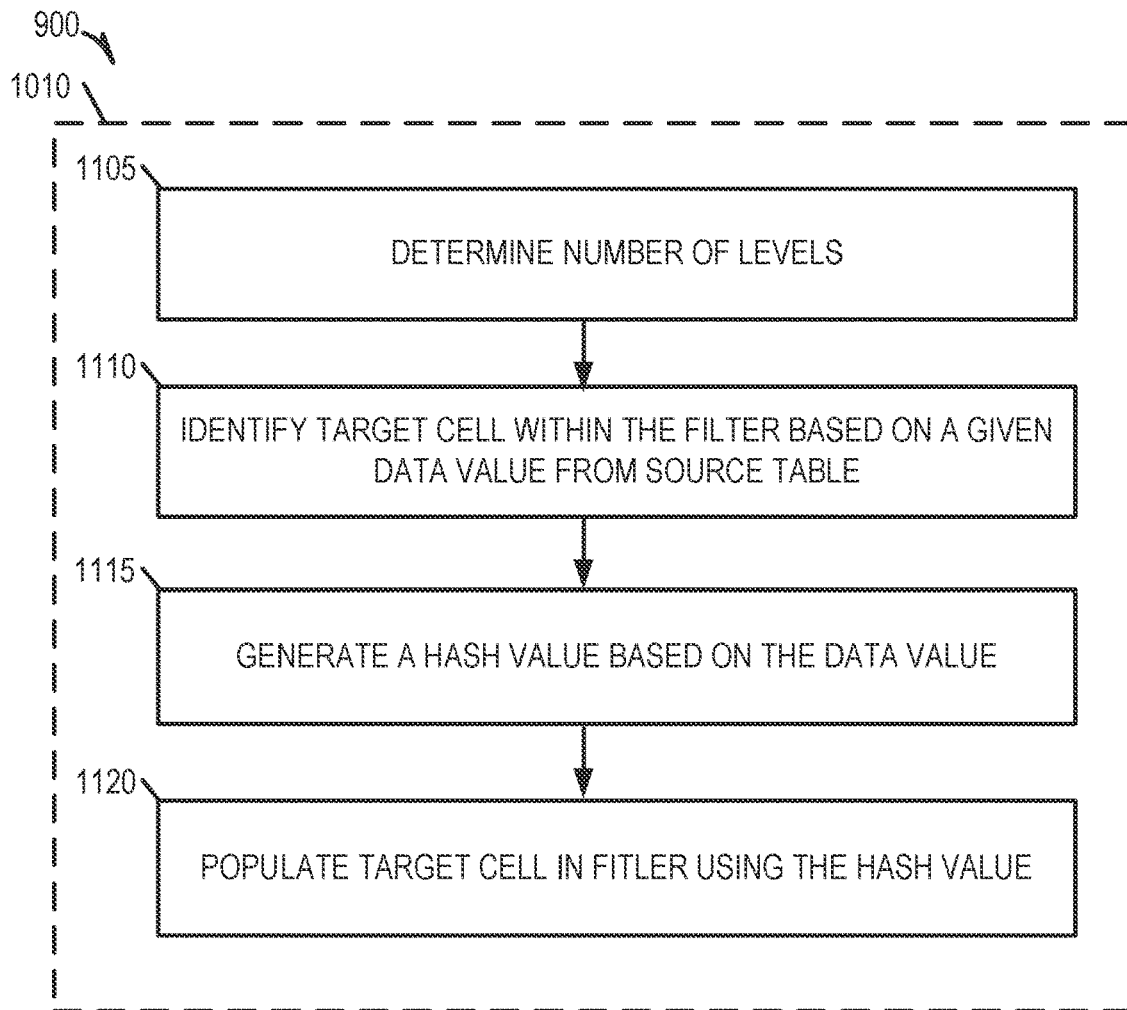 900
1010
1105
DETERMINE NUMBER OF LEVELS
1110
IDENTIFY TARGET CELL WITHIN THE FILTER BASED ON A GIVEN
DATA VALUE FROM SOURCE TABLE
1115
GENERATE A HASH VALUE BASED ON THE DATA VALUE
1120
POPULATE TARGET CELL IN FITLER USING THE HASH VALUE